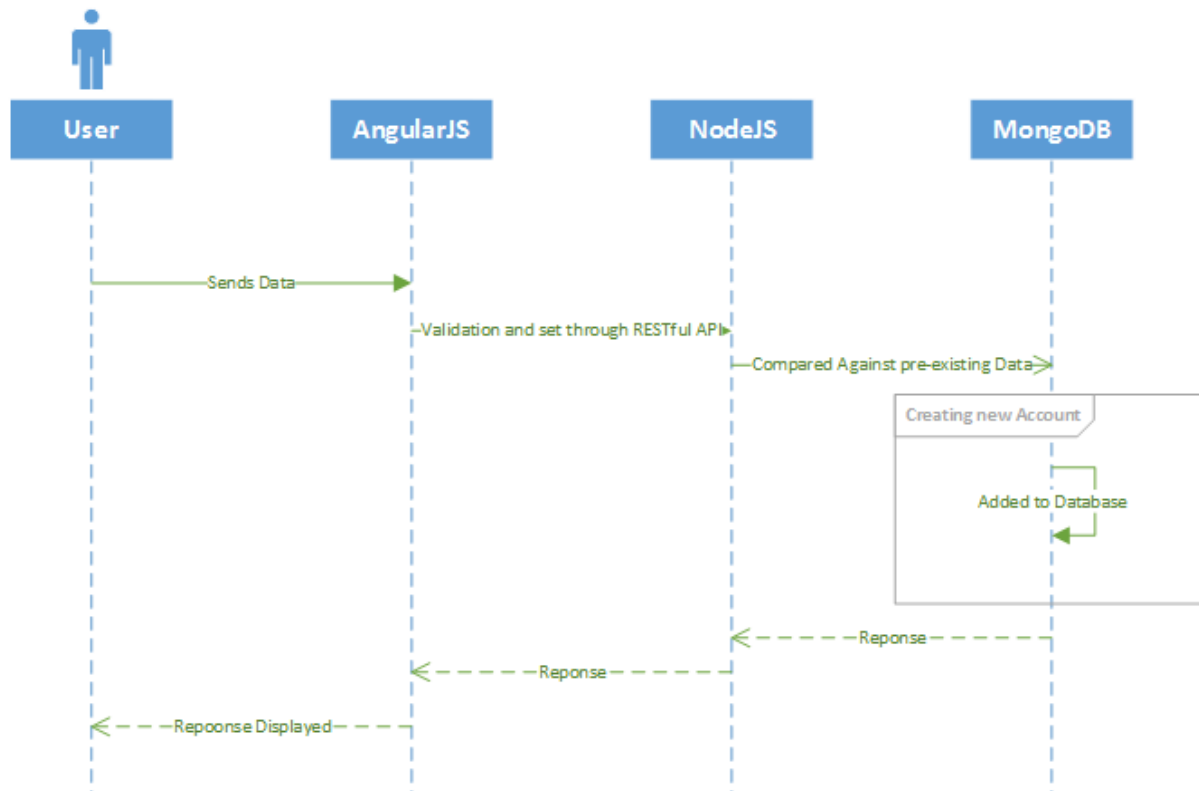 User
AngularJS
NodeJS
MongoDB
Sends Data
Validation and set through RESTful API
Compared Against pre-existing Data
Creating new Account
Added to Database
Reponse
Reponse
Repoonse Displayed